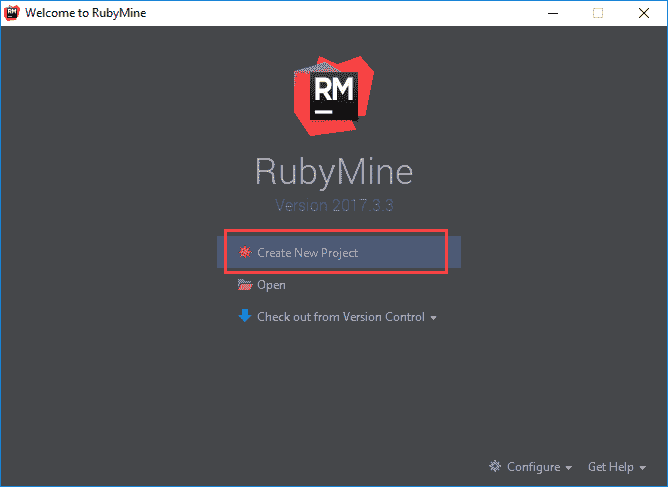 Welcome to RubyMine
RM
RubyMine
Version 2017.3.3
Create New Project
Open
Check out from Version Control
Configure
Get Help